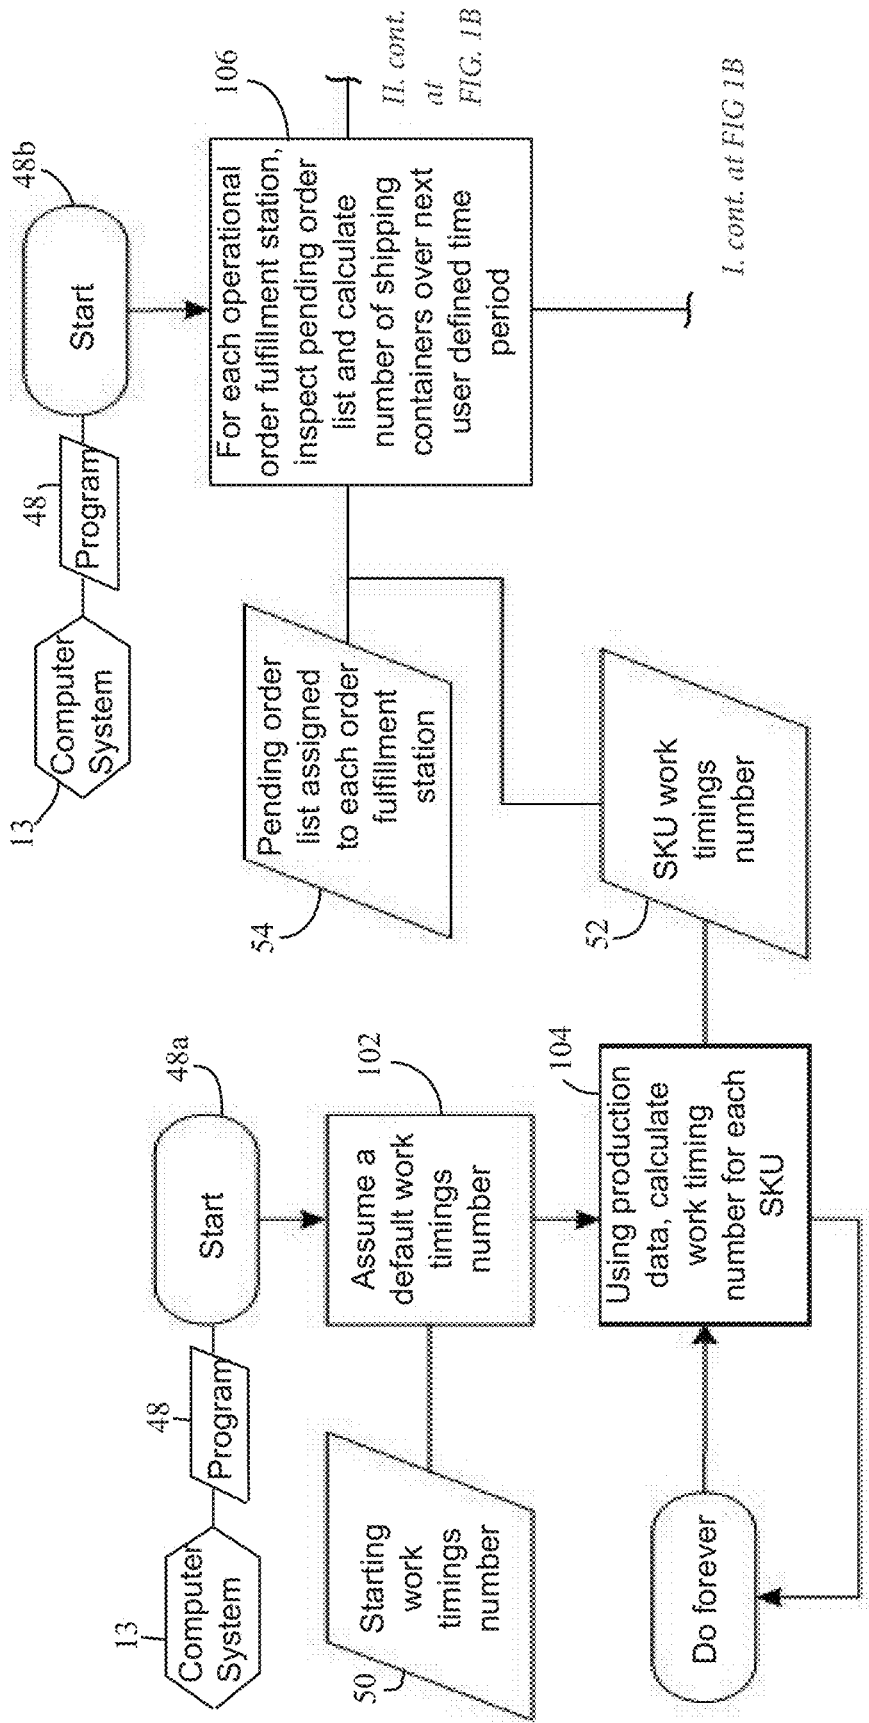 13
Computer
System
48
Program
48a
Start
50
Starting
work
timings
number
102
Assume a
default work
timings
number
Do forever
104
Using production
data, calculate
work timing
number for each
SKU
13
Computer
System
48
Program
48b
Start
54
Pending order
list assigned
to each order
fulfillment
station
106
For each operational
order fulfillment station,
inspect pending order
list and calculate
number of shipping
containers over next
user defined time
period
II. cont.
at
FIG. 1B
52
SKU work
timings
number
I. cont. at FIG 1B